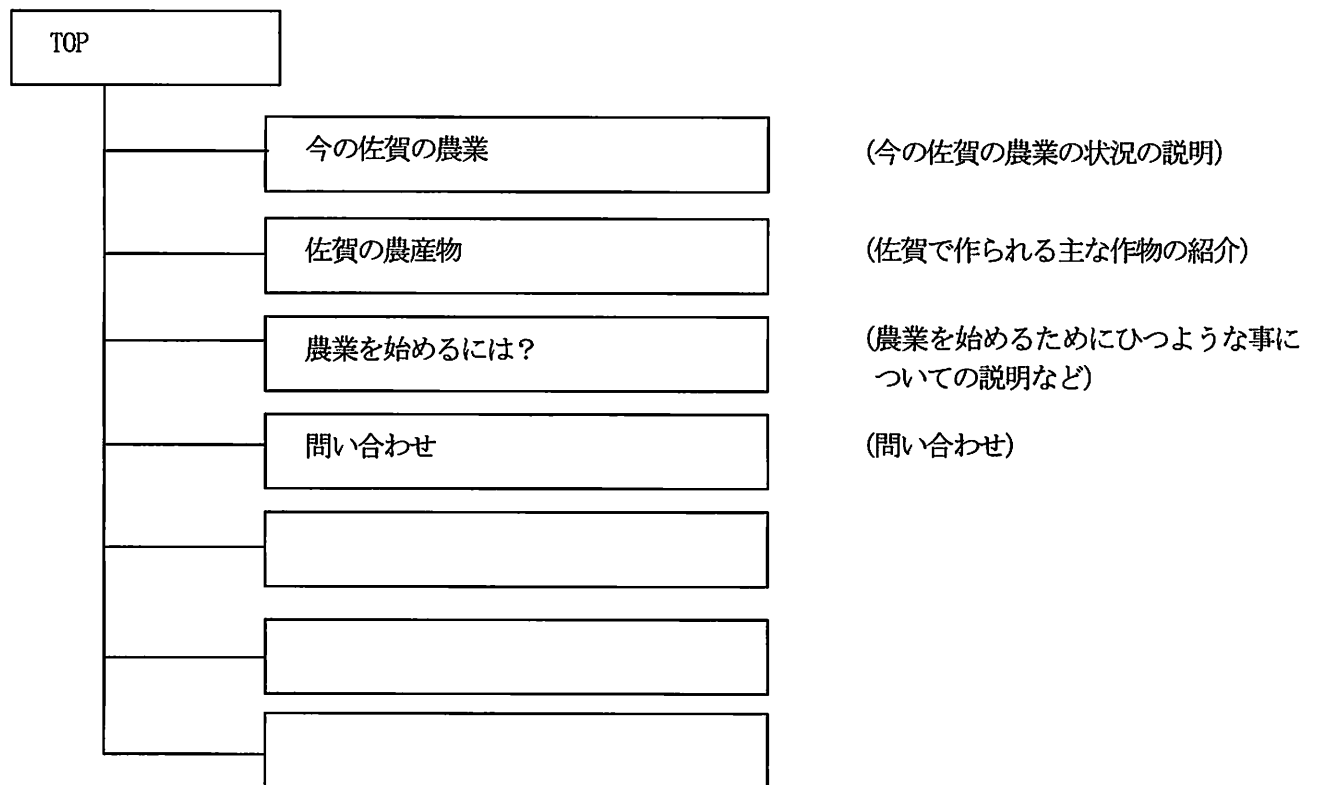 TOP
今の佐賀の農業 (今の佐賀の農業の状況の説明)
佐賀の農産物 (佐賀で作られる主な作物の紹介)
農業を始めるには? (農業を始めるためにひつような事に
ついての説明など)
問い合わせ (問い合わせ)